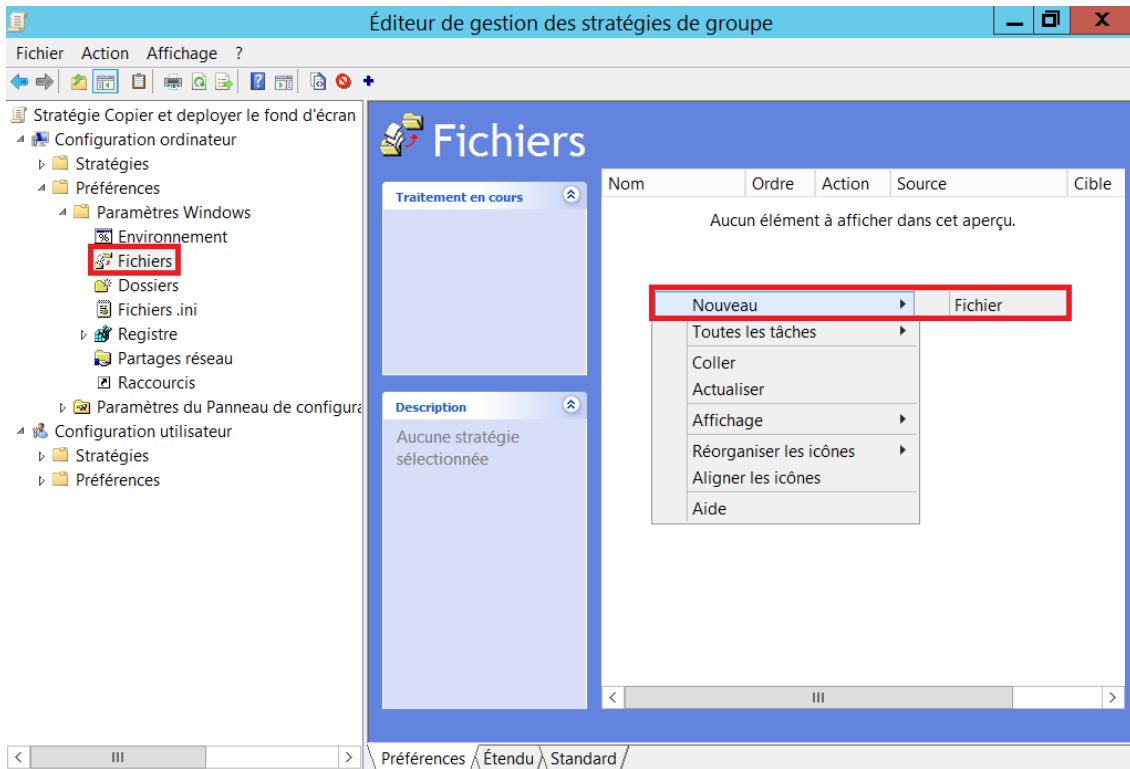 Éditeur de gestion des stratégies de groupe
Fichier Action Affichage ?
Stratégie Copier et deployer le fond d'écran
Configuration ordinateur
Stratégies
Préférences
Paramètres Windows
Environnement
Fichiers
Dossiers
Fichiers .ini
Registre
Partages réseau
Raccourcis
Paramètres du Panneau de configura
Configuration utilisateur
Stratégies
Préférences
Fichiers
Traitement en cours
Description
Aucune stratégie
sélectionnée
Nom Ordre Action Source Cible
Aucun élément à afficher dans cet aperçu.
Nouveau Fichier
Toutes les tâches
Coller
Actualiser
Affichage
Réorganiser les icônes
Aligner les icônes
Aide
Préférences Étendu Standard